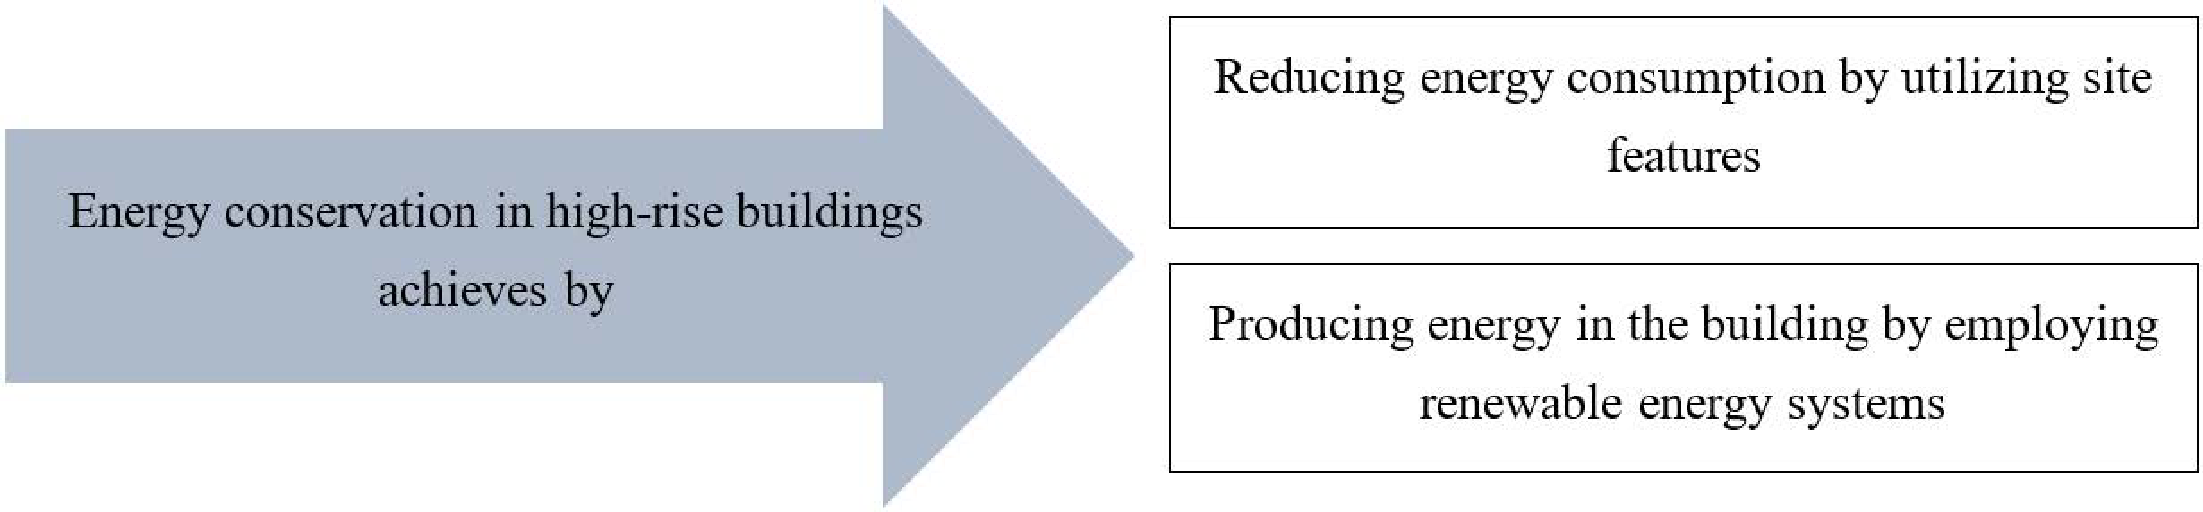 Energy conservation in high-rise buildings
achieves by
Reducing energy consumption by utilizing site
features
Producing energy in the building by employing
renewable energy systems